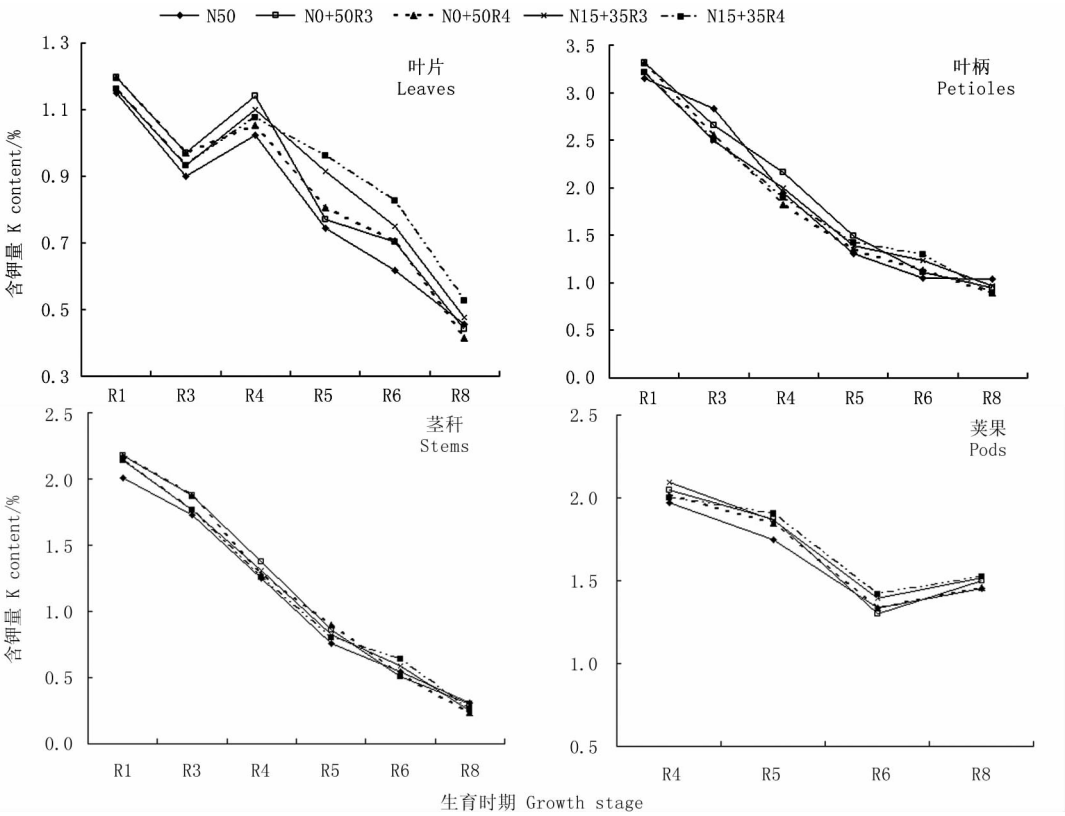 N50 N0+50R3 N0+50R4 N15+35R3 N15+35R4
叶片
Leaves
含钾量 K content/%
1.3
1.1
0.9
0.7
0.5
0.3
R1 R3 R4 R5 R6 R8
叶柄
Petioles
3.5
3.0
2.5
2.0
1.5
1.0
0.5
0.0
R1 R3 R4 R5 R6 R8
茎秆
Stems
含钾量 K content/%
2.5
2.0
1.5
1.0
0.5
0.0
R1 R3 R4 R5 R6 R8
荚果
Pods
2.5
2.0
1.5
1.0
0.5
R4 R5 R6 R8
生育时期 Growth stage